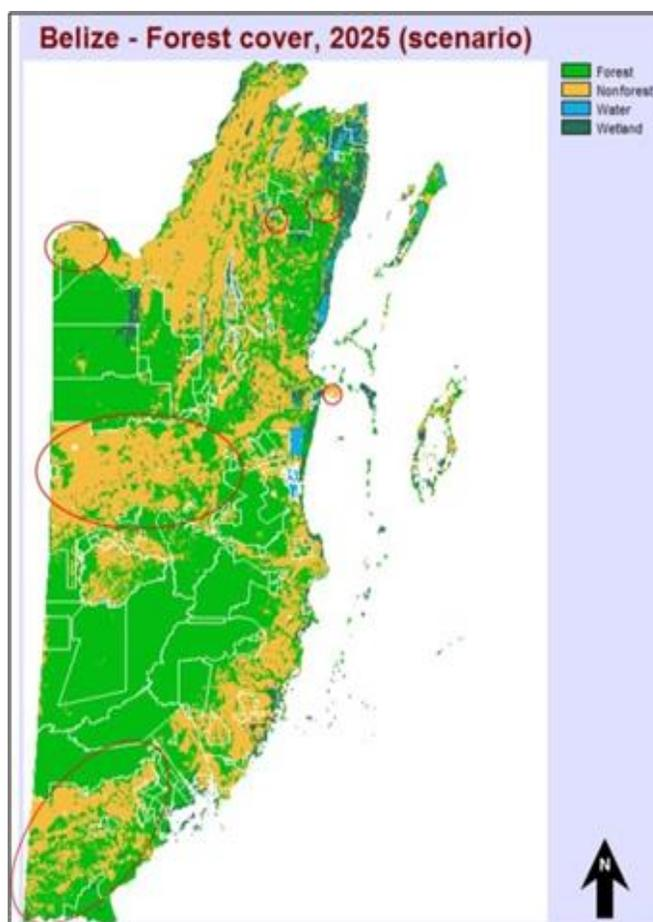 Belize - Forest cover, 2025 (scenario)
Forest
Nonforest
Water
Wetland
N